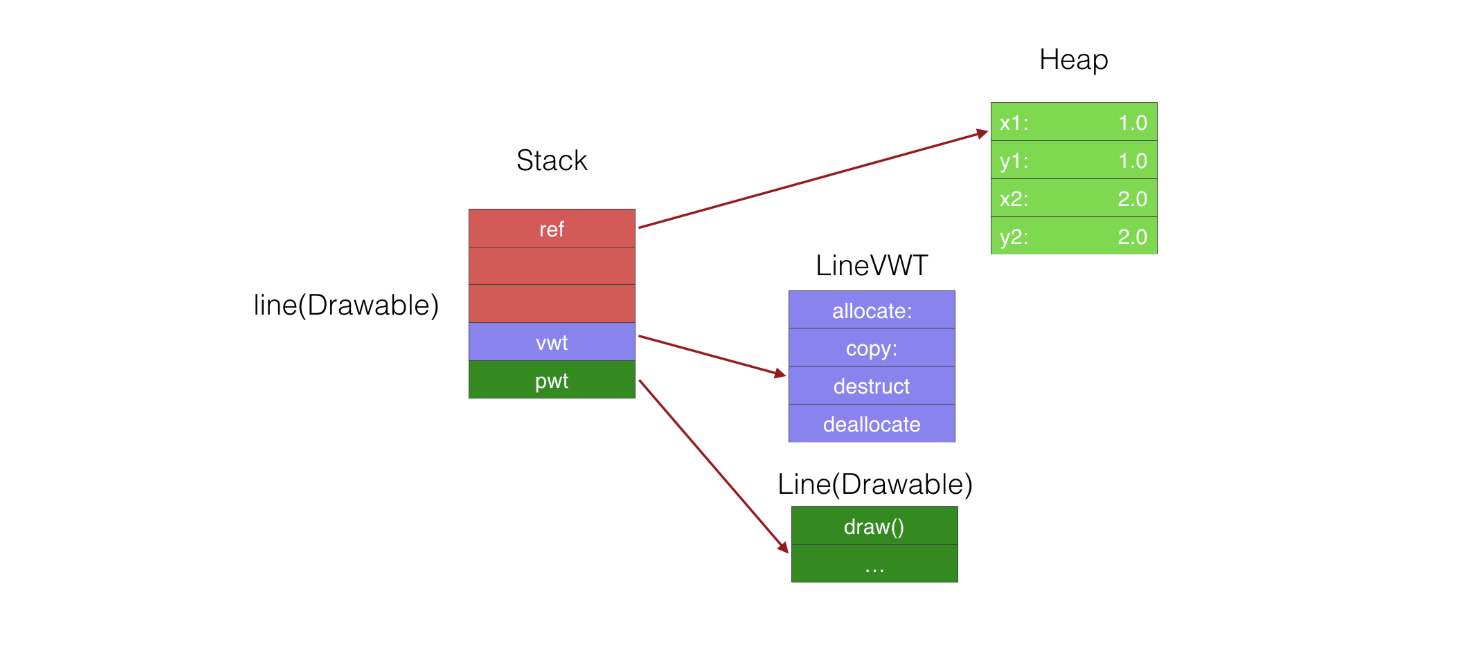 Heap
x1: 1.0
y1: 1.0
x2: 2.0
y2: 2.0
Stack
ref
line(Drawable)
vwt
pwt
LineVWT
allocate:
copy:
destruct
deallocate
Line(Drawable)
draw()
...